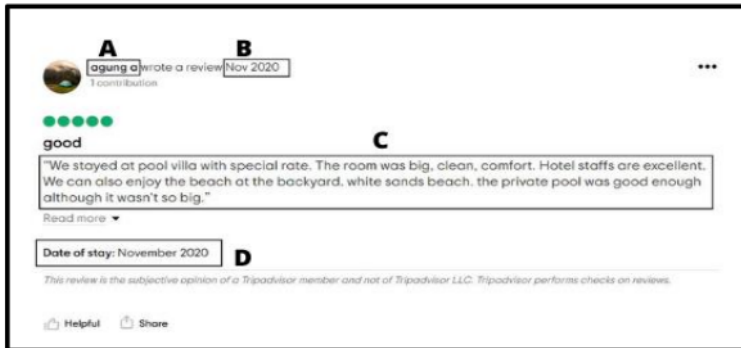 A B
agung a wrote a review Nov 2020
1 contribution
good
C
"We stayed at pool villa with special rate. The room was big, clean, comfort. Hotel staffs are excellent.
We can also enjoy the beach at the backyard. white sands beach. the private pool was good enough
although it wasn't so big."
Read more
Date of stay: November 2020
D
This review is the subjective opinion of a Tripadvisor member and not of Tripadvisor LLC. Tripadvisor performs checks on reviews.
Helpful Share